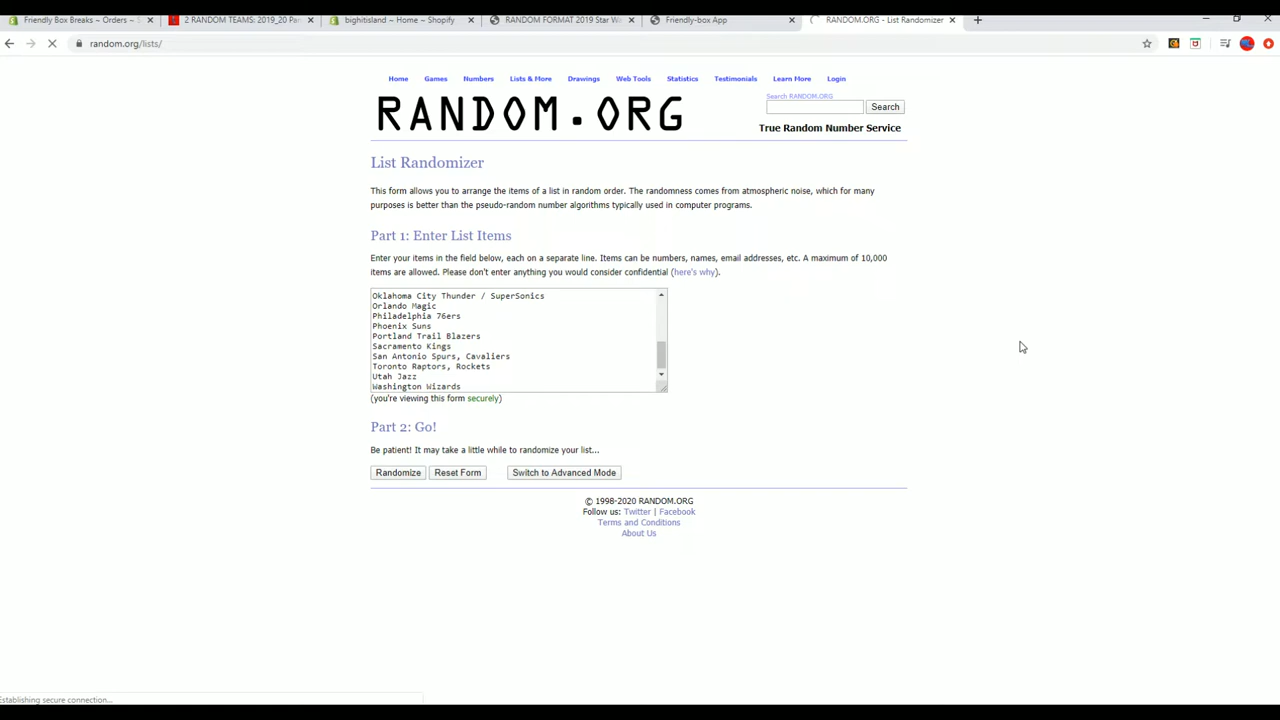 Friendly Box Breaks ~ Orders ~ S
2 RANDOM TEAMS: 2019_20 Pa
bighitisland ~ Home ~ Shopify
RANDOM FORMAT 2019 Star Wa
Friendly-box App
RANDOM.ORG - List Randomizer
random.org/lists/
Home Games Numbers Lists & More Drawings Web Tools Statistics Testimonials Learn More Login
RANDOM.ORG
Search RANDOM.ORG
Search
True Random Number Service
List Randomizer
This form allows you to arrange the items of a list in random order. The randomness comes from atmospheric noise, which for many
purposes is better than the pseudo-random number algorithms typically used in computer programs.
Part 1: Enter List Items
Enter your items in the field below, each on a separate line. Items can be numbers, names, email addresses, etc. A maximum of 10,000
items are allowed. Please don't enter anything you would consider confidential (here's why).
Oklahoma City Thunder / SuperSonics
Orlando Magic
Philadelphia 76ers
Phoenix Suns
Portland Trail Blazers
Sacramento Kings
San Antonio Spurs, Cavaliers
Toronto Raptors, Rockets
Utah Jazz
Washington Wizards
(you're viewing this form securely)
Part 2: Go!
Be patient! It may take a little while to randomize your list...
Randomize Reset Form Switch to Advanced Mode
© 1998-2020 RANDOM.ORG
Follow us: Twitter | Facebook
Terms and Conditions
About Us
Establishing secure connection...